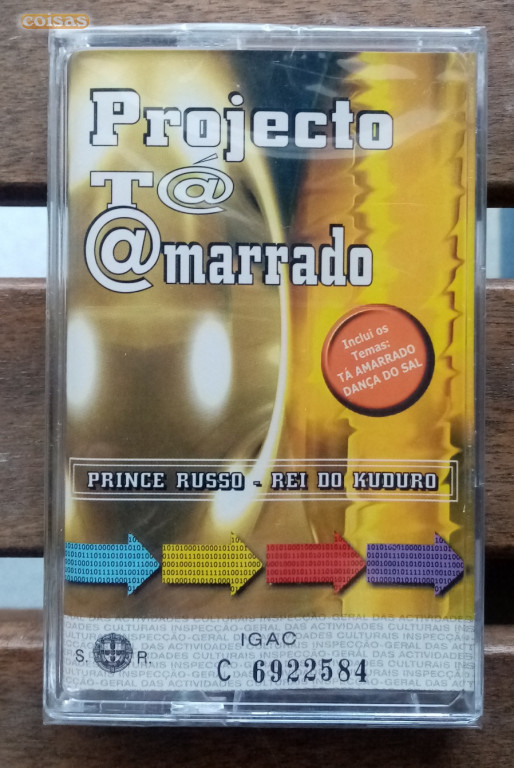 coisas
Projecto
T@
@marrado
Inclui os
Temas:
TÁ AMARRADO
DANÇA DO SAL
PRINCE RUSSO - REI DO KUDURO
IGAC
S. R.
C 6922584